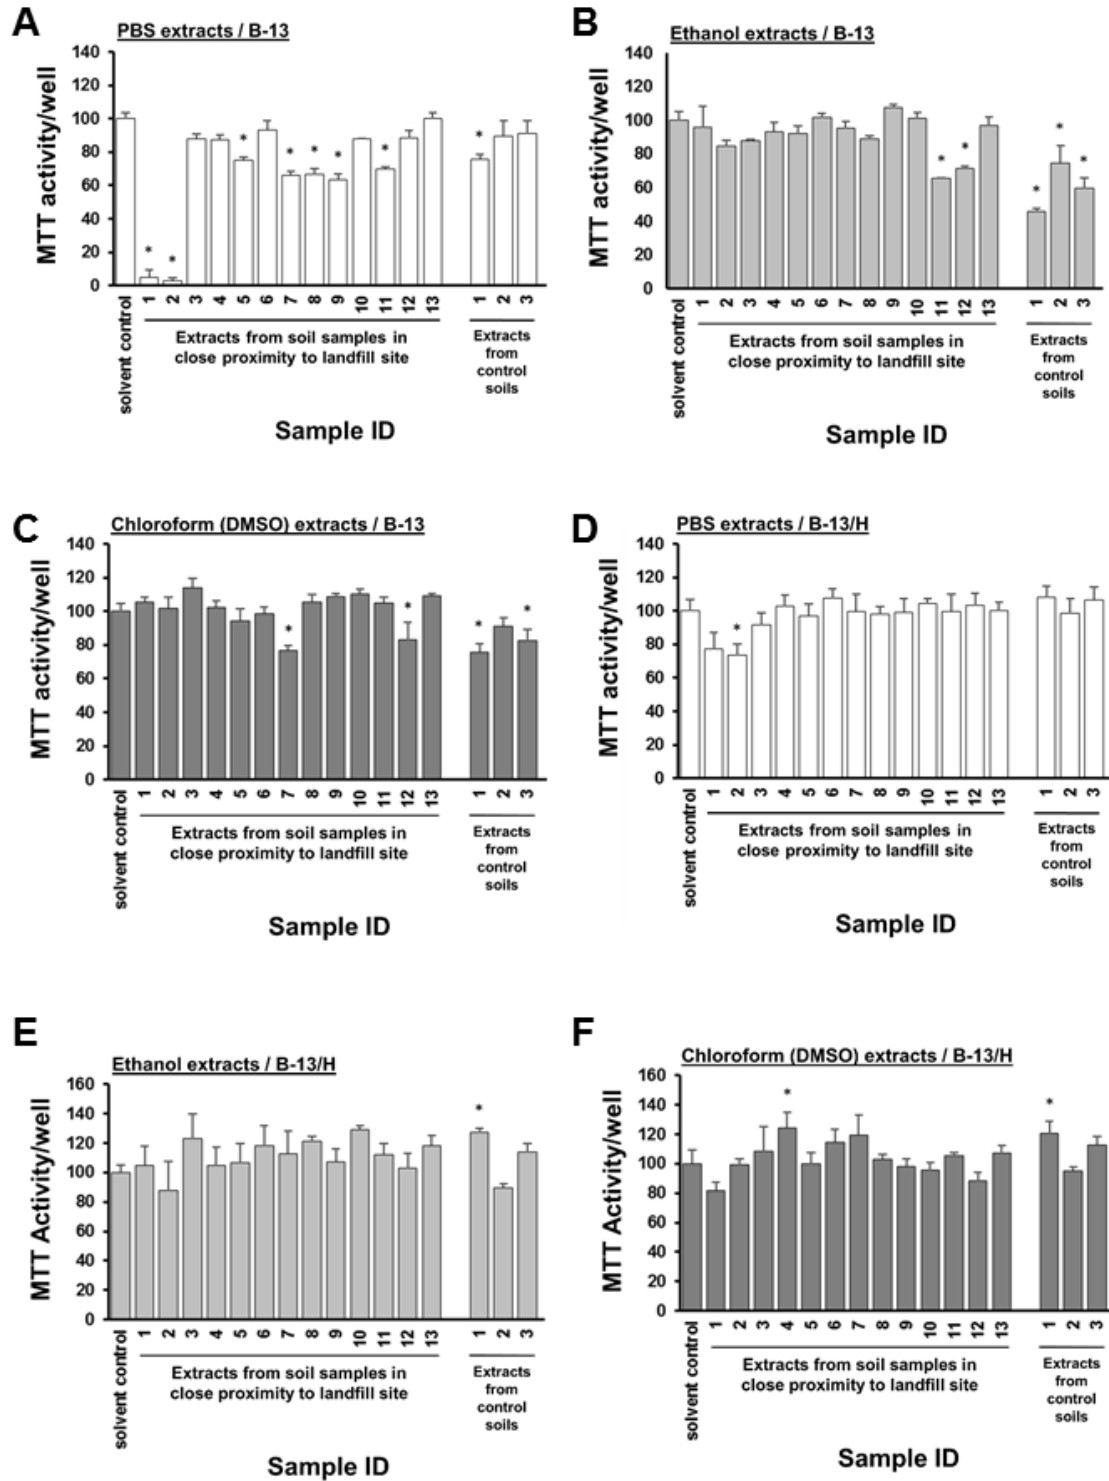 A
PBS extracts / B-13
MTT activity/well
140
120
100
80
60
40
20
0
* * * * * * * *
solvent control 1 2 3 4 5 6 7 8 9 10 11 12 13 1 2 3
Extracts from soil samples in
close proximity to landfill site
Extracts
from
control
soils
Sample ID
B
Ethanol extracts / B-13
MTT activity/well
140
120
100
80
60
40
20
0
* * * * *
solvent control 1 2 3 4 5 6 7 8 9 10 11 12 13 1 2 3
Extracts from soil samples in
close proximity to landfill site
Extracts
from
control
soils
Sample ID
C
Chloroform (DMSO) extracts / B-13
MTT activity/well
140
120
100
80
60
40
20
0
* * * *
solvent control 1 2 3 4 5 6 7 8 9 10 11 12 13 1 2 3
Extracts from soil samples in
close proximity to landfill site
Extracts
from
control
soils
Sample ID
D
PBS extracts / B-13/H
MTT activity/well
140
120
100
80
60
40
20
0
*
solvent control 1 2 3 4 5 6 7 8 9 10 11 12 13 1 2 3
Extracts from soil samples in
close proximity to landfill site
Extracts
from
control
soils
Sample ID
E
Ethanol extracts / B-13/H
MTT Activity/well
160
140
120
100
80
60
40
20
0
*
solvent control 1 2 3 4 5 6 7 8 9 10 11 12 13 1 2 3
Extracts from soil samples in
close proximity to landfill site
Extracts
from
control
soils
Sample ID
F
Chloroform (DMSO) extracts / B-13/H
MTT Activity/well
160
140
120
100
80
60
40
20
0
* *
solvent control 1 2 3 4 5 6 7 8 9 10 11 12 13 1 2 3
Extracts from soil samples in
close proximity to landfill site
Extracts
from
control
soils
Sample ID